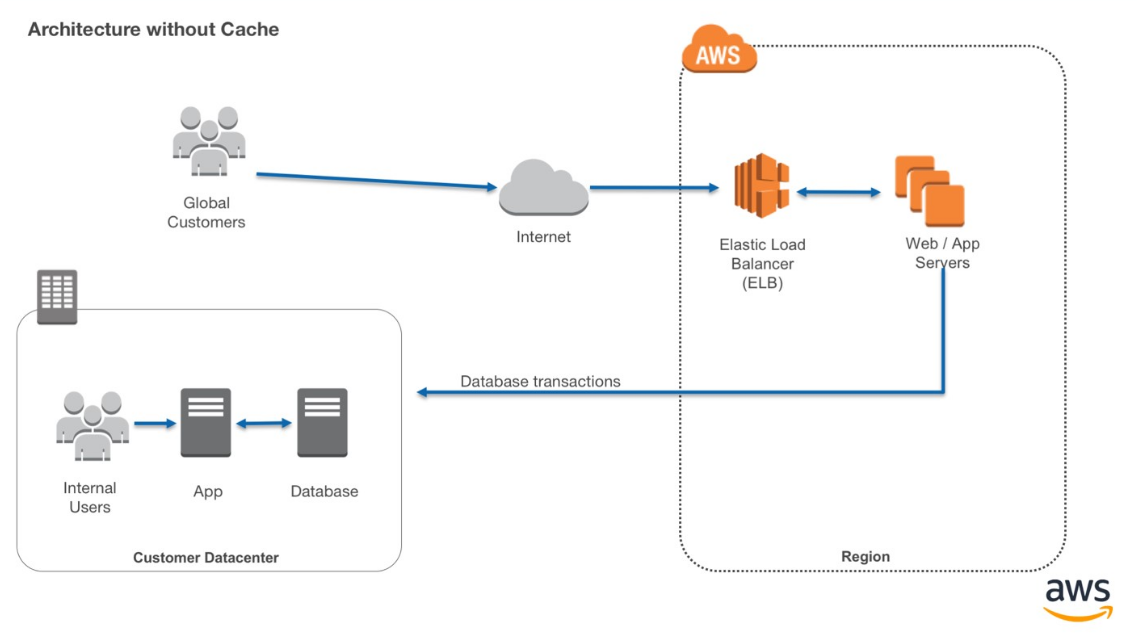 Architecture without Cache
AWS
Global
Customers
Internet
Elastic Load
Balancer
(ELB)
Web / App
Servers
Database transactions
Internal
Users
App
Database
Customer Datacenter
Region
aws